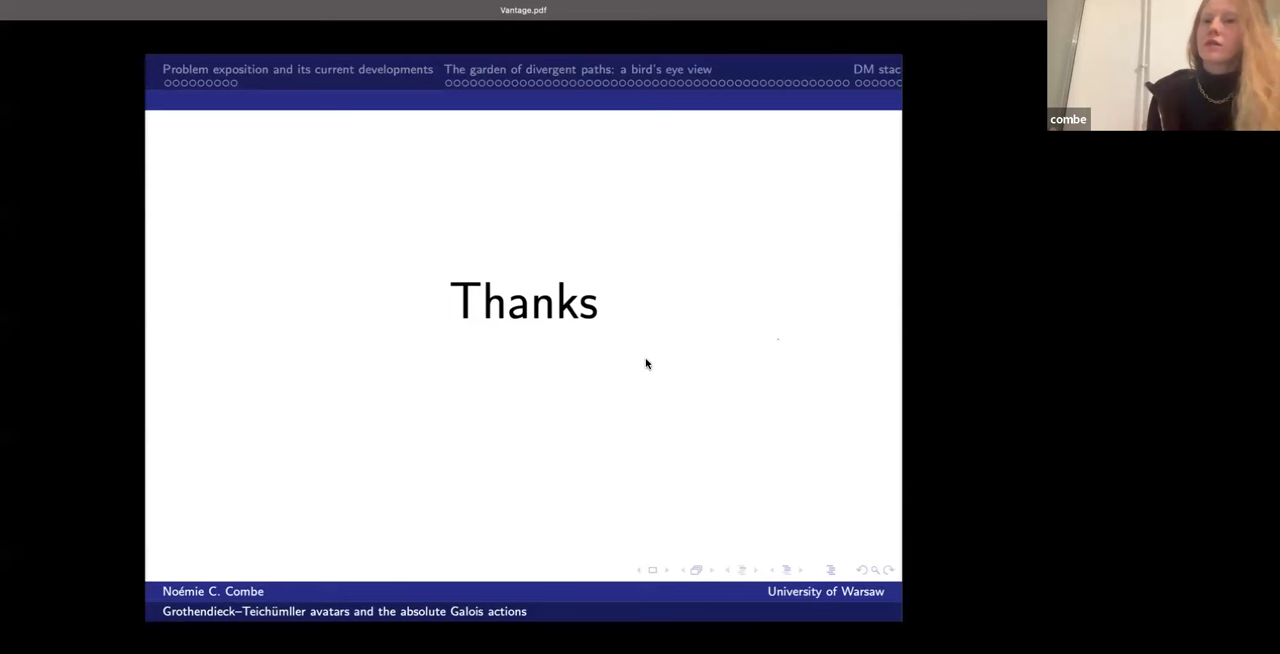 Vantage.pdf
Problem exposition and its current developments
The garden of divergent paths: a bird's eye view
DM stac
combe
Thanks
Noémie C. Combe
University of Warsaw
Grothendieck–Teichümller avatars and the absolute Galois actions